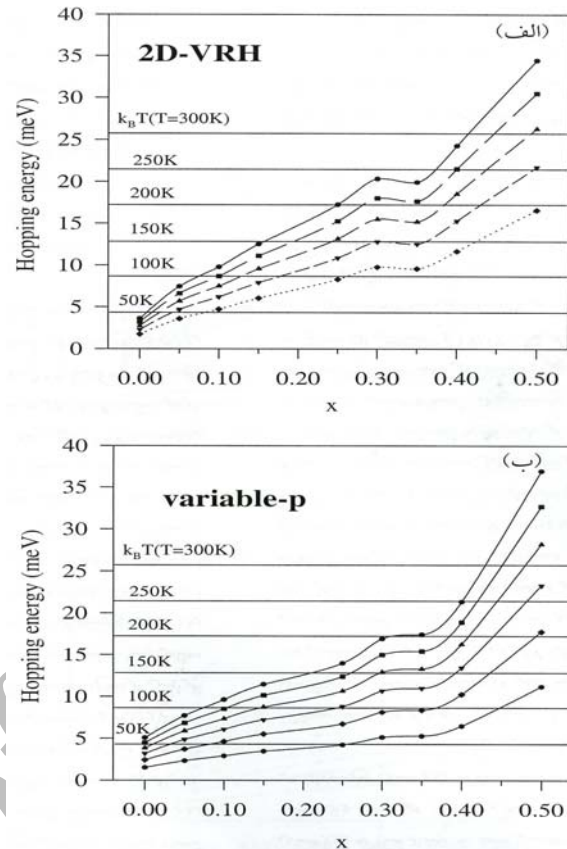 (الف)
2D-VRH
Hopping energy (meV)
40
35
30
25
20
15
10
5
0
k_BT(T=300K)
250K
200K
150K
100K
50K
0.00 0.10 0.20 0.30 0.40 0.50
x
(ب)
variable-p
Hopping energy (meV)
40
35
30
25
20
15
10
5
0
k_BT(T=300K)
250K
200K
150K
100K
50K
0.00 0.10 0.20 0.30 0.40 0.50
x